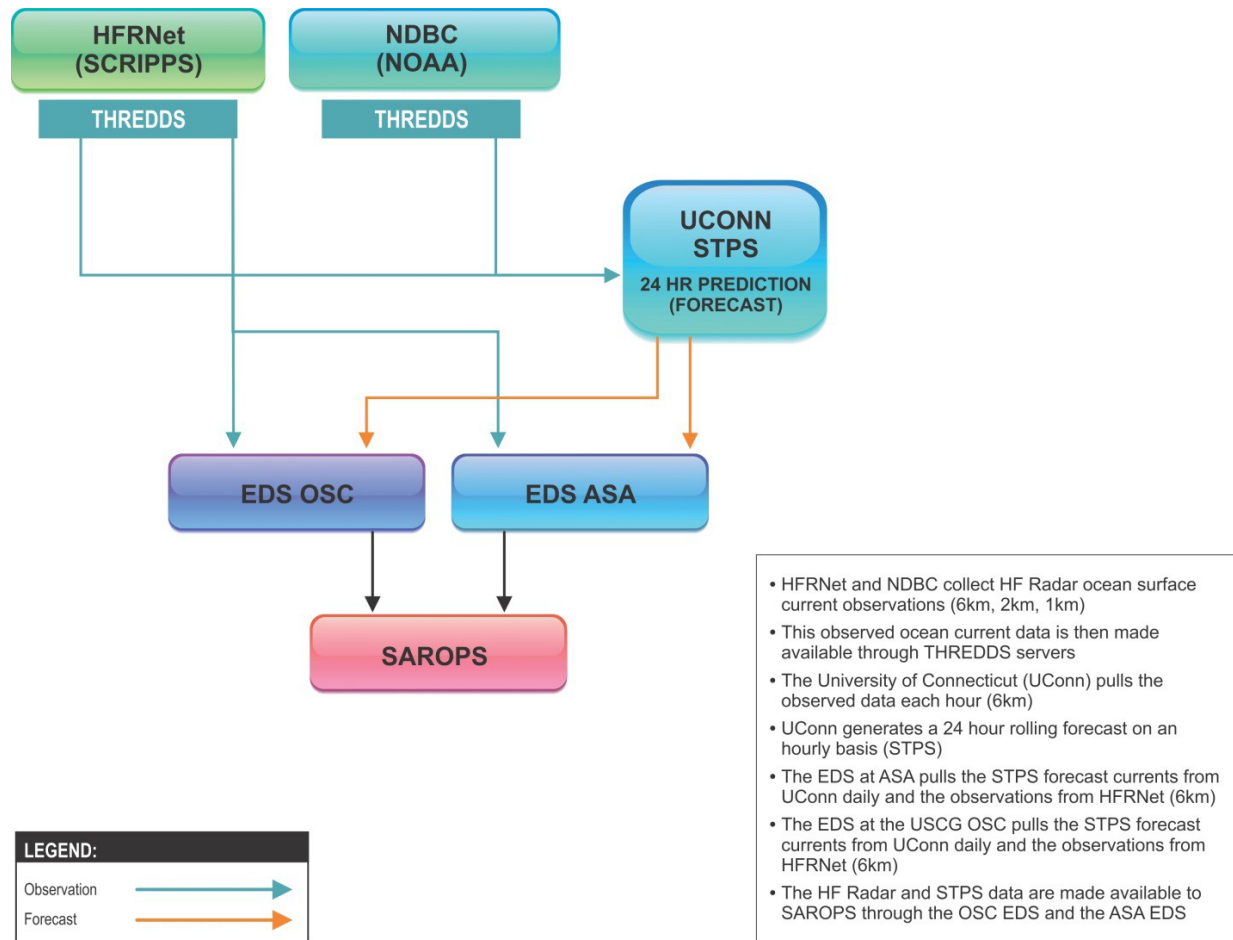 HFRNet
(SCRIPPS)
NDBC
(NOAA)
THREDDS
THREDDS
UCONN
STPS
24 HR PREDICTION
(FORECAST)
EDS OSC
EDS ASA
SAROPS
• HFRNet and NDBC collect HF Radar ocean surface
current observations (6km, 2km, 1km)
• This observed ocean current data is then made
available through THREDDS servers
• The University of Connecticut (UConn) pulls the
observed data each hour (6km)
• UConn generates a 24 hour rolling forecast on an
hourly basis (STPS)
• The EDS at ASA pulls the STPS forecast currents from
UConn daily and the observations from HFRNet (6km)
• The EDS at the USCG OSC pulls the STPS forecast
currents from UConn daily and the observations from
HFRNet (6km)
• The HF Radar and STPS data are made available to
SAROPS through the OSC EDS and the ASA EDS
LEGEND:
Observation
Forecast